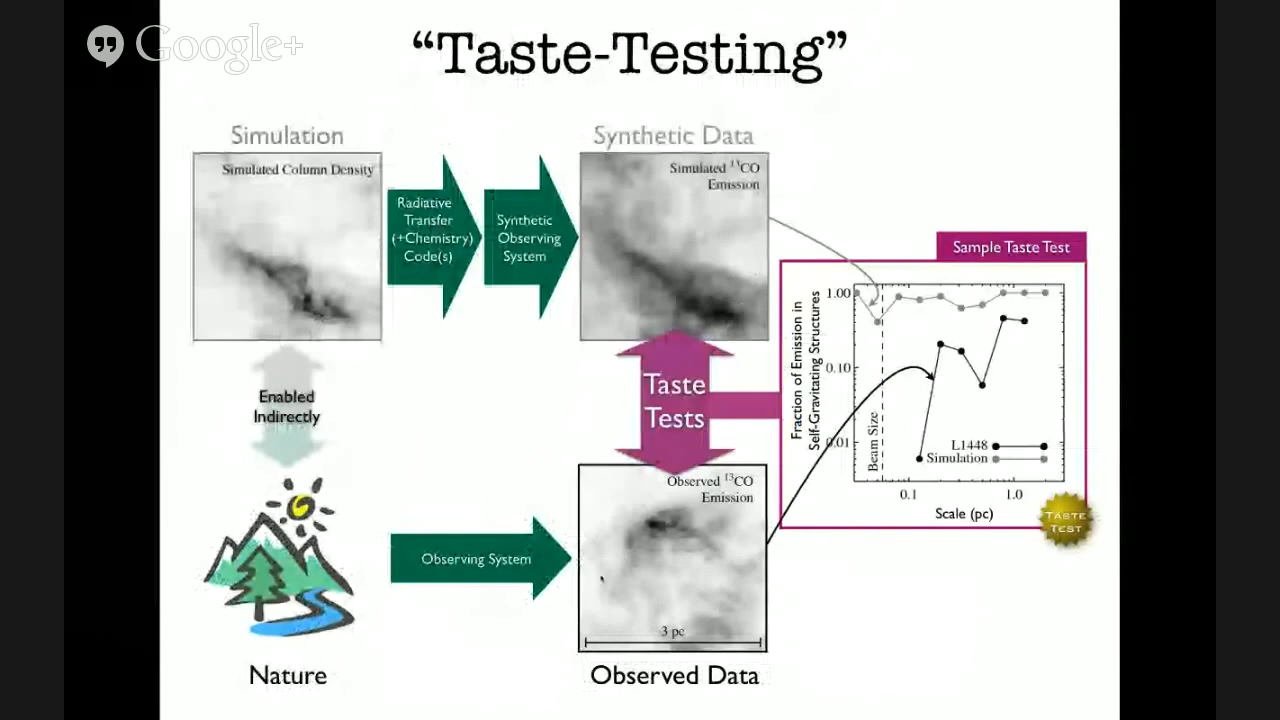 Google+
“Taste-Testing”
Simulation
Simulated Column Density
Radiative
Transfer
(+Chemistry)
Code(s)
Synthetic
Observing
System
Synthetic Data
Simulated ¹³CO
Emission
Sample Taste Test
Fraction of Emission in
Self-Gravitating Structures
1.00
0.10
0.01
Beam Size
L1448
Simulation
0.1
1.0
Scale (pc)
TASTE
TEST
Enabled
Indirectly
Taste
Tests
Nature
Observing System
Observed ¹³CO
Emission
3 pc
Observed Data